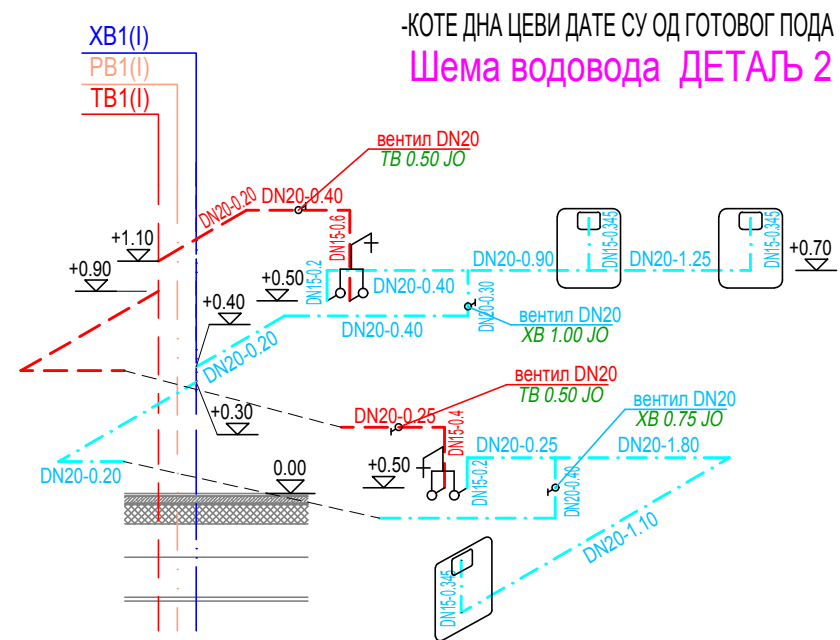 -КОТЕ ДНА ЦЕВИ ДАТЕ СУ ОД ГОТОВОГ ПОДА
Шема водовода ДЕТАЉ 2
ХВ1(I)
РВ1(I)
ТВ1(I)
вентил DN20
ТВ 0.50 ЈО
DN20-0.20
DN20-0.40
DN15-0.6
+1.10
+0.90
+0.50
DN15-0.2
DN20-0.40
DN20-0.90
DN15-0.345
DN20-1.25
DN15-0.345
+0.70
DN20-0.30
DN20-0.40
вентил DN20
ХВ 1.00 ЈО
+0.40
DN20-0.20
+0.30
вентил DN20
ТВ 0.50 ЈО
DN20-0.25
DN15-0.4
вентил DN20
ХВ 0.75 ЈО
+0.50
DN15-0.2
DN20-0.25
DN20-1.80
DN20-0.40
DN20-0.20
0.00
DN20-1.10
DN15-0.345